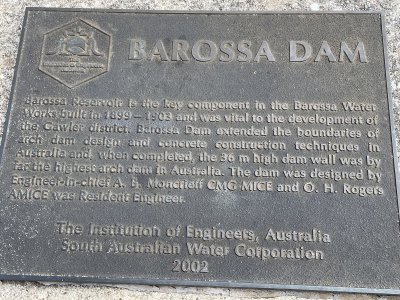 BAROSSA DAM
Barossa Reservoir is the key component in the Barossa Water
Works built in 1899 – 1903 and was vital to the development of
the Gawler district. Barossa Dam extended the boundaries of
arch dam design and concrete construction techniques in
Australia and, when completed, the 36 m high dam wall was by
far the highest arch dam in Australia. The dam was designed by
Engineer-in-chief A. B. Moncrieff CMG MICE and O. H. Rogers
AMICE was Resident Engineer.
The Institution of Engineers, Australia
South Australian Water Corporation
2002